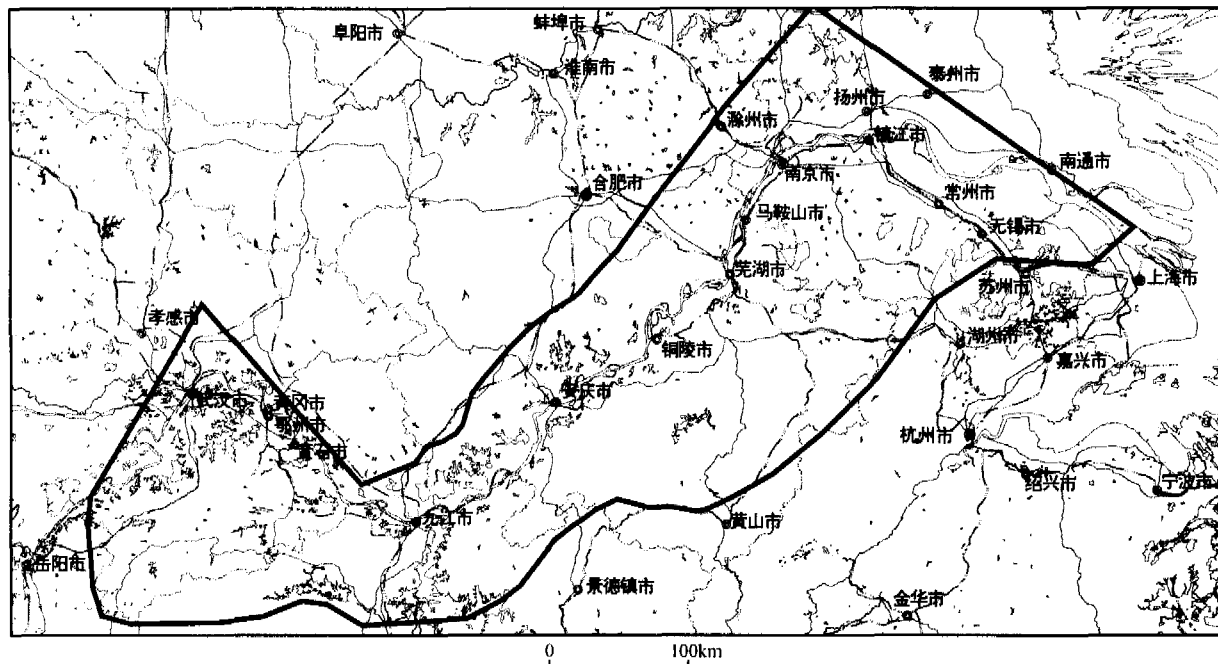 蚌埠市
阜阳市
淮南市
泰州市
扬州市
滁州市
镇江市
南京市
南通市
合肥市
常州市
马鞍山市
无锡市
芜湖市
苏州市
上海市
孝感市
铜陵市
湖州市
嘉兴市
安庆市
武汉市
黄冈市
鄂州市
杭州市
黄石市
绍兴市
宁波市
九江市
黄山市
岳阳市
景德镇市
金华市
0 100km